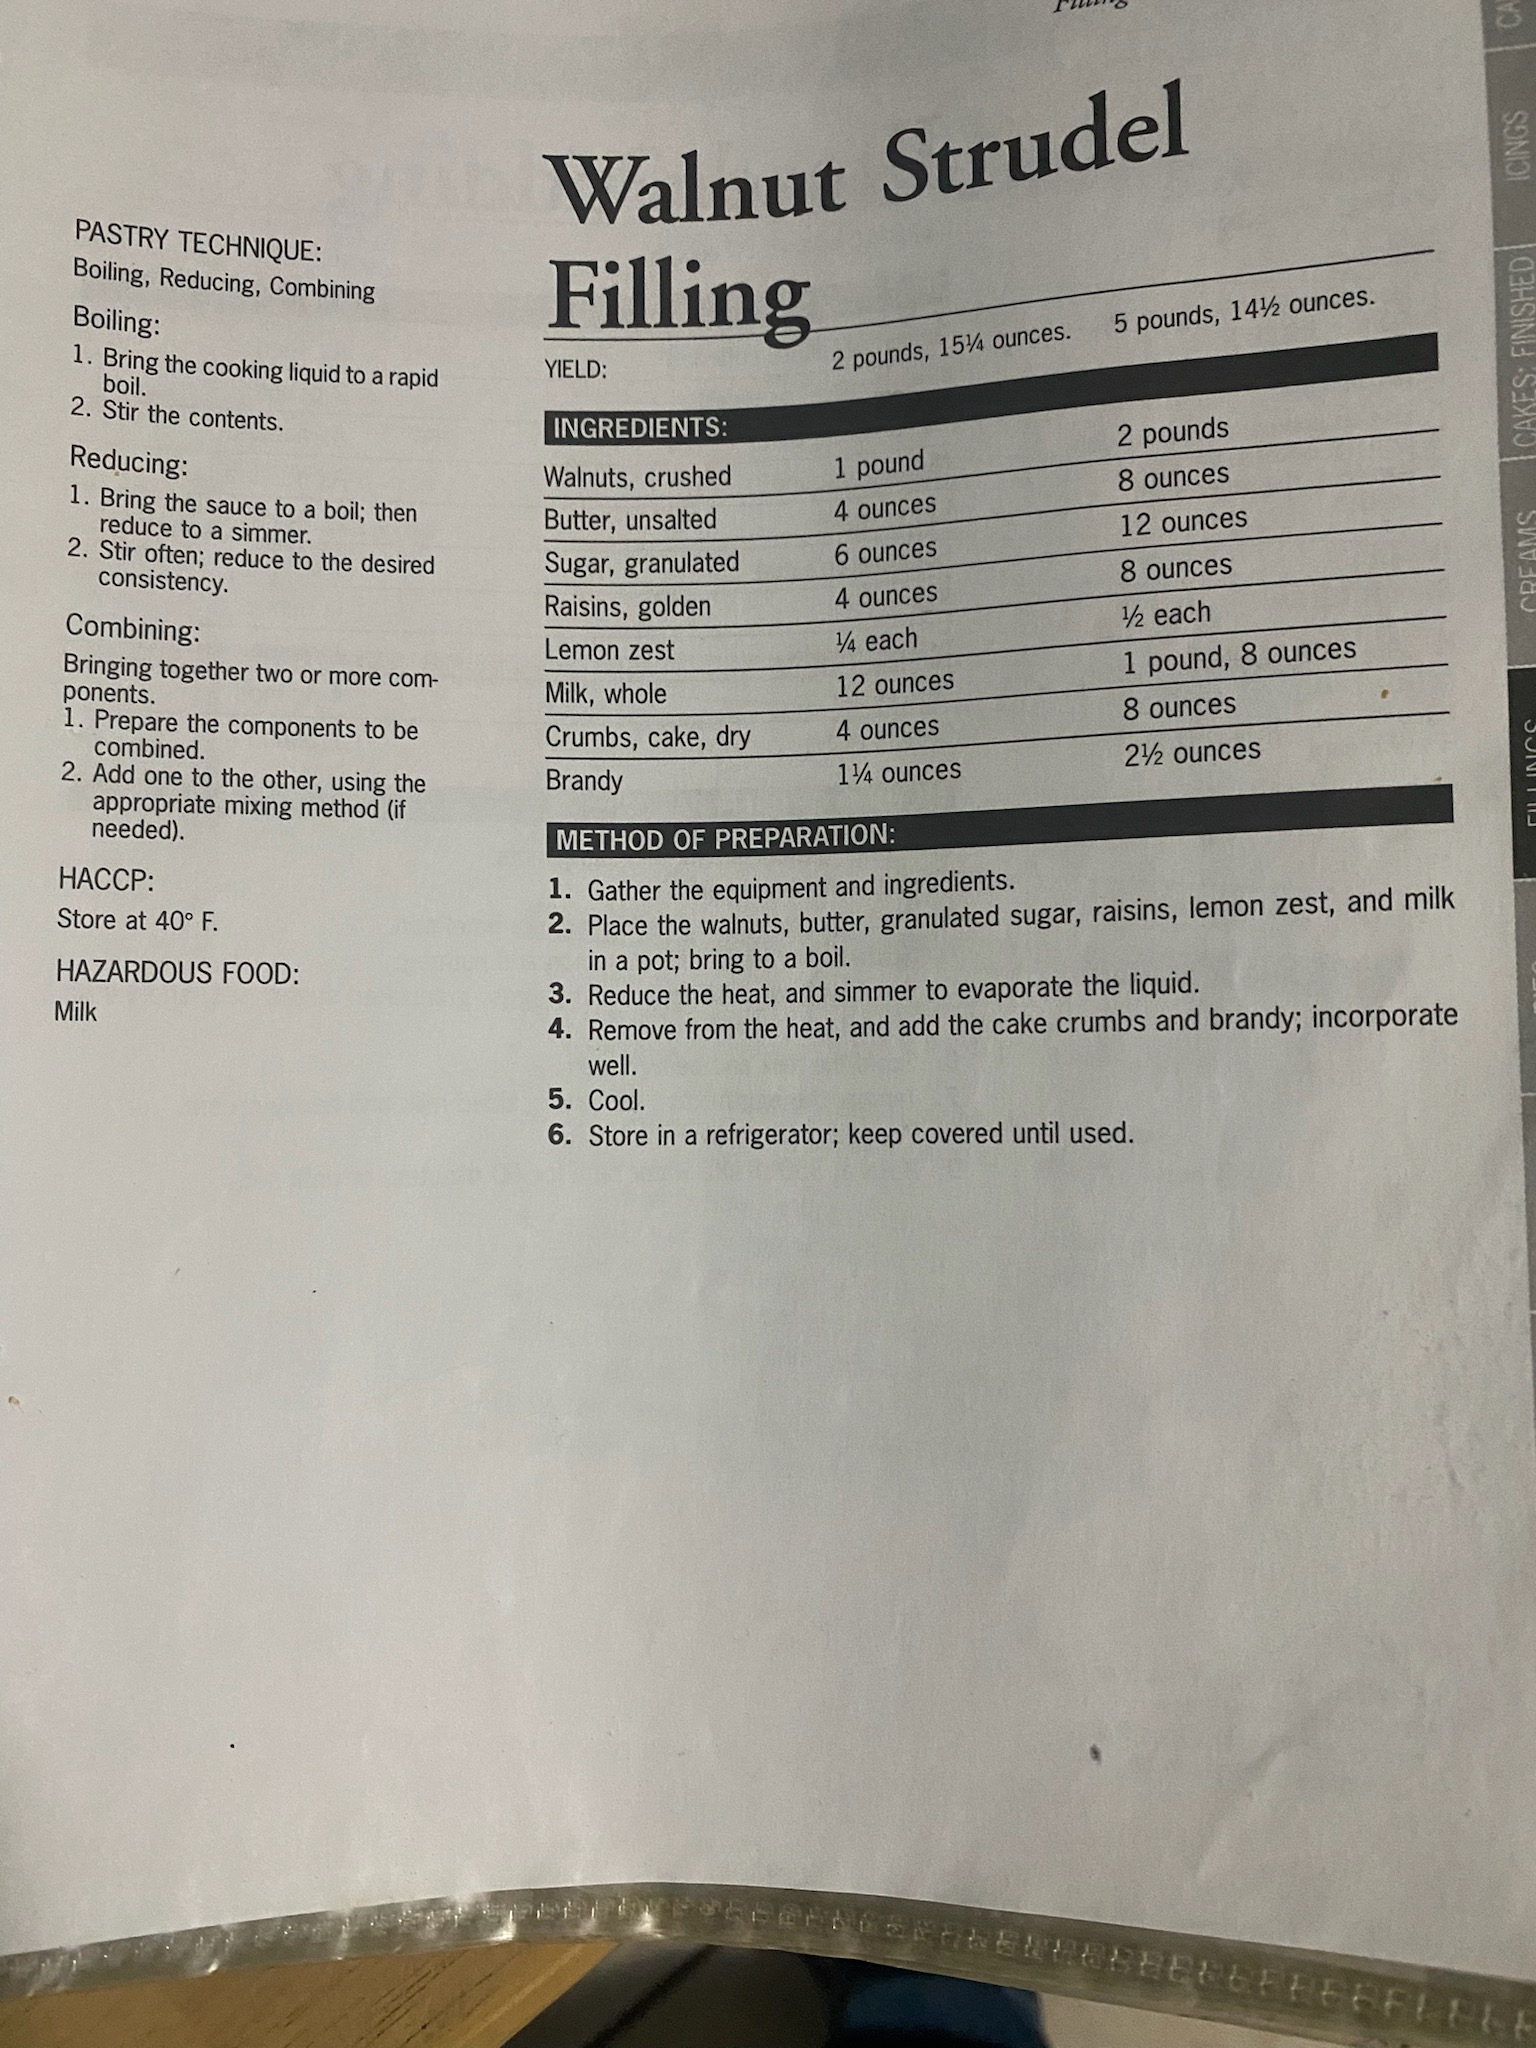 Filling
Walnut Strudel
Filling
PASTRY TECHNIQUE:
Boiling, Reducing, Combining
Boiling:
1. Bring the cooking liquid to a rapid
boil.
2. Stir the contents.
Reducing:
1. Bring the sauce to a boil; then
reduce to a simmer.
2. Stir often; reduce to the desired
consistency.
Combining:
Bringing together two or more com-
ponents.
1. Prepare the components to be
combined.
2. Add one to the other, using the
appropriate mixing method (if
needed).
HACCP:
Store at 40° F.
HAZARDOUS FOOD:
Milk
YIELD: 2 pounds, 15¼ ounces. 5 pounds, 14½ ounces.
INGREDIENTS:
Walnuts, crushed 1 pound 2 pounds
Butter, unsalted 4 ounces 8 ounces
Sugar, granulated 6 ounces 12 ounces
Raisins, golden 4 ounces 8 ounces
Lemon zest ¼ each ½ each
Milk, whole 12 ounces 1 pound, 8 ounces
Crumbs, cake, dry 4 ounces 8 ounces
Brandy 1¼ ounces 2½ ounces
METHOD OF PREPARATION:
1. Gather the equipment and ingredients.
2. Place the walnuts, butter, granulated sugar, raisins, lemon zest, and milk
in a pot; bring to a boil.
3. Reduce the heat, and simmer to evaporate the liquid.
4. Remove from the heat, and add the cake crumbs and brandy; incorporate
well.
5. Cool.
6. Store in a refrigerator; keep covered until used.
ICINGS
CAKES: FINISHED
CREAMS
FILLINGS